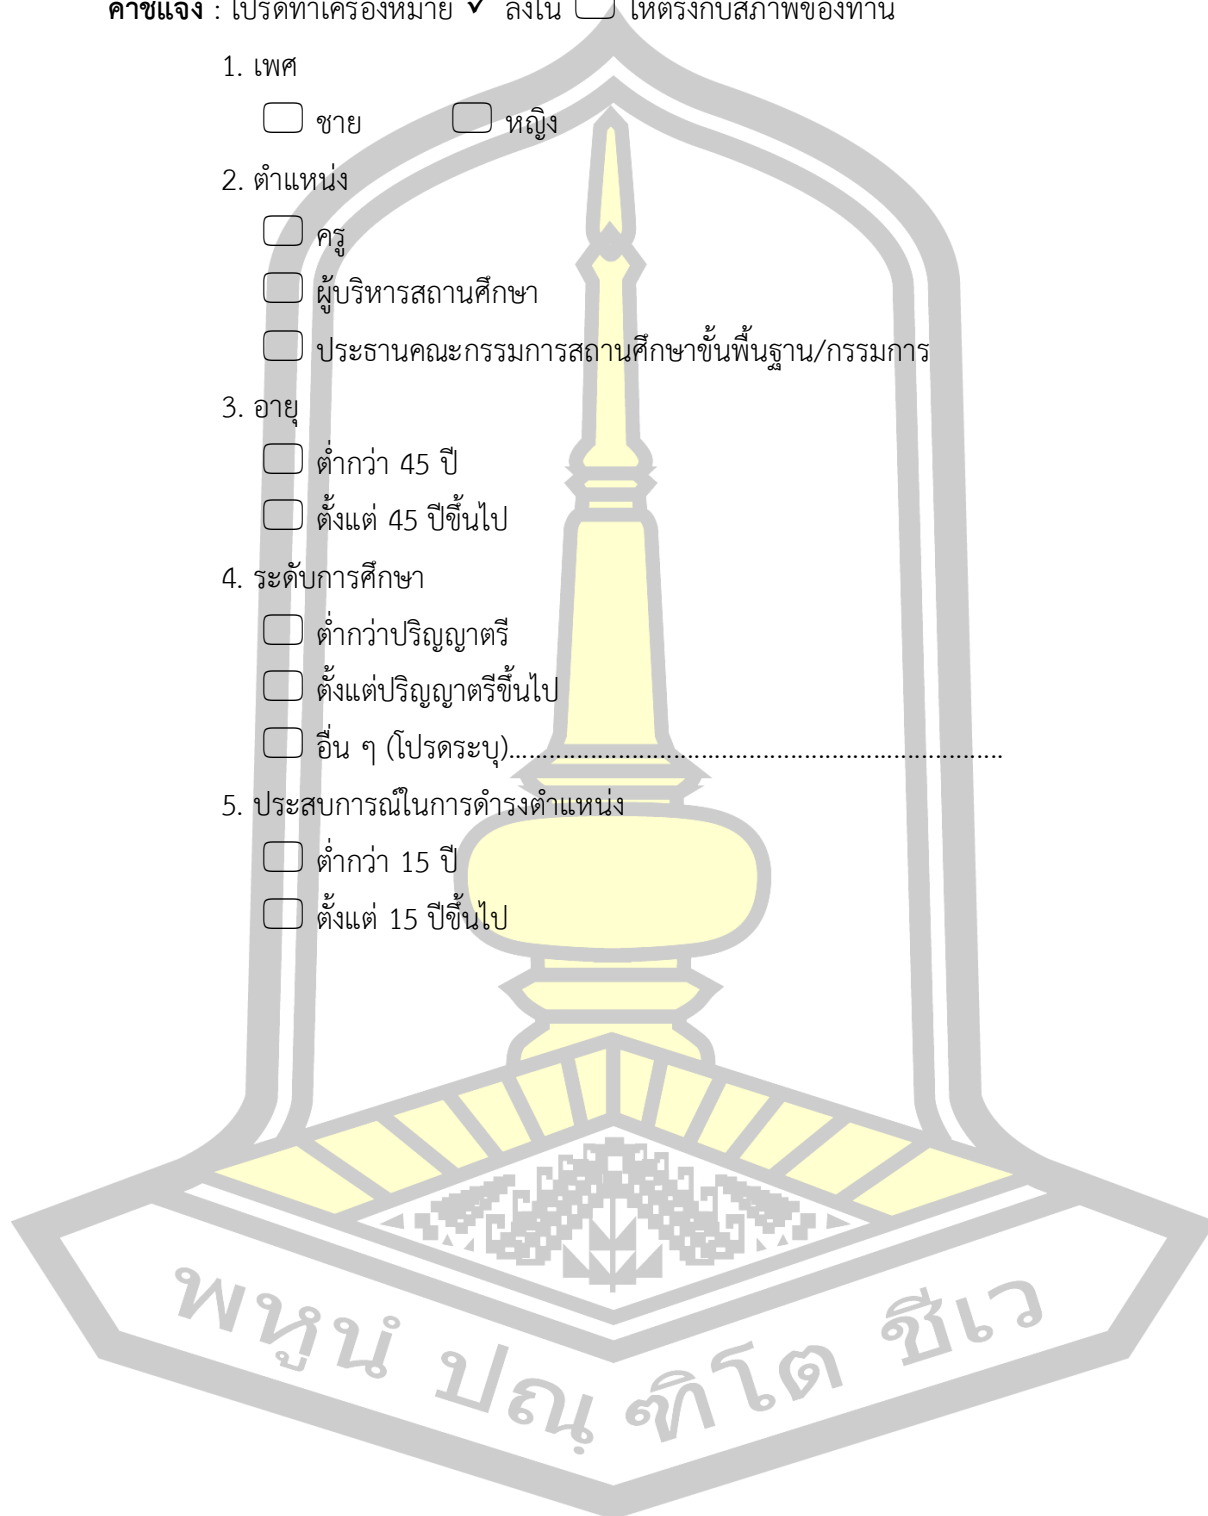 คำชี้แจง : โปรดทำเครื่องหมาย ✓ ลงใน ให้ตรงกับสภาพของท่าน
1. เพศ
ชาย หญิง
2. ตำแหน่ง
ครู
ผู้บริหารสถานศึกษา
ประธานคณะกรรมการสถานศึกษาขั้นพื้นฐาน/กรรมการ
3. อายุ
ต่ำกว่า 45 ปี
ตั้งแต่ 45 ปีขึ้นไป
4. ระดับการศึกษา
ต่ำกว่าปริญญาตรี
ตั้งแต่ปริญญาตรีขึ้นไป
อื่น ๆ (โปรดระบุ)........................................................................
5. ประสบการณ์ในการดำรงตำแหน่ง
ต่ำกว่า 15 ปี
ตั้งแต่ 15 ปีขึ้นไป
พหูนํ ปณฺฑิโต ชีเว